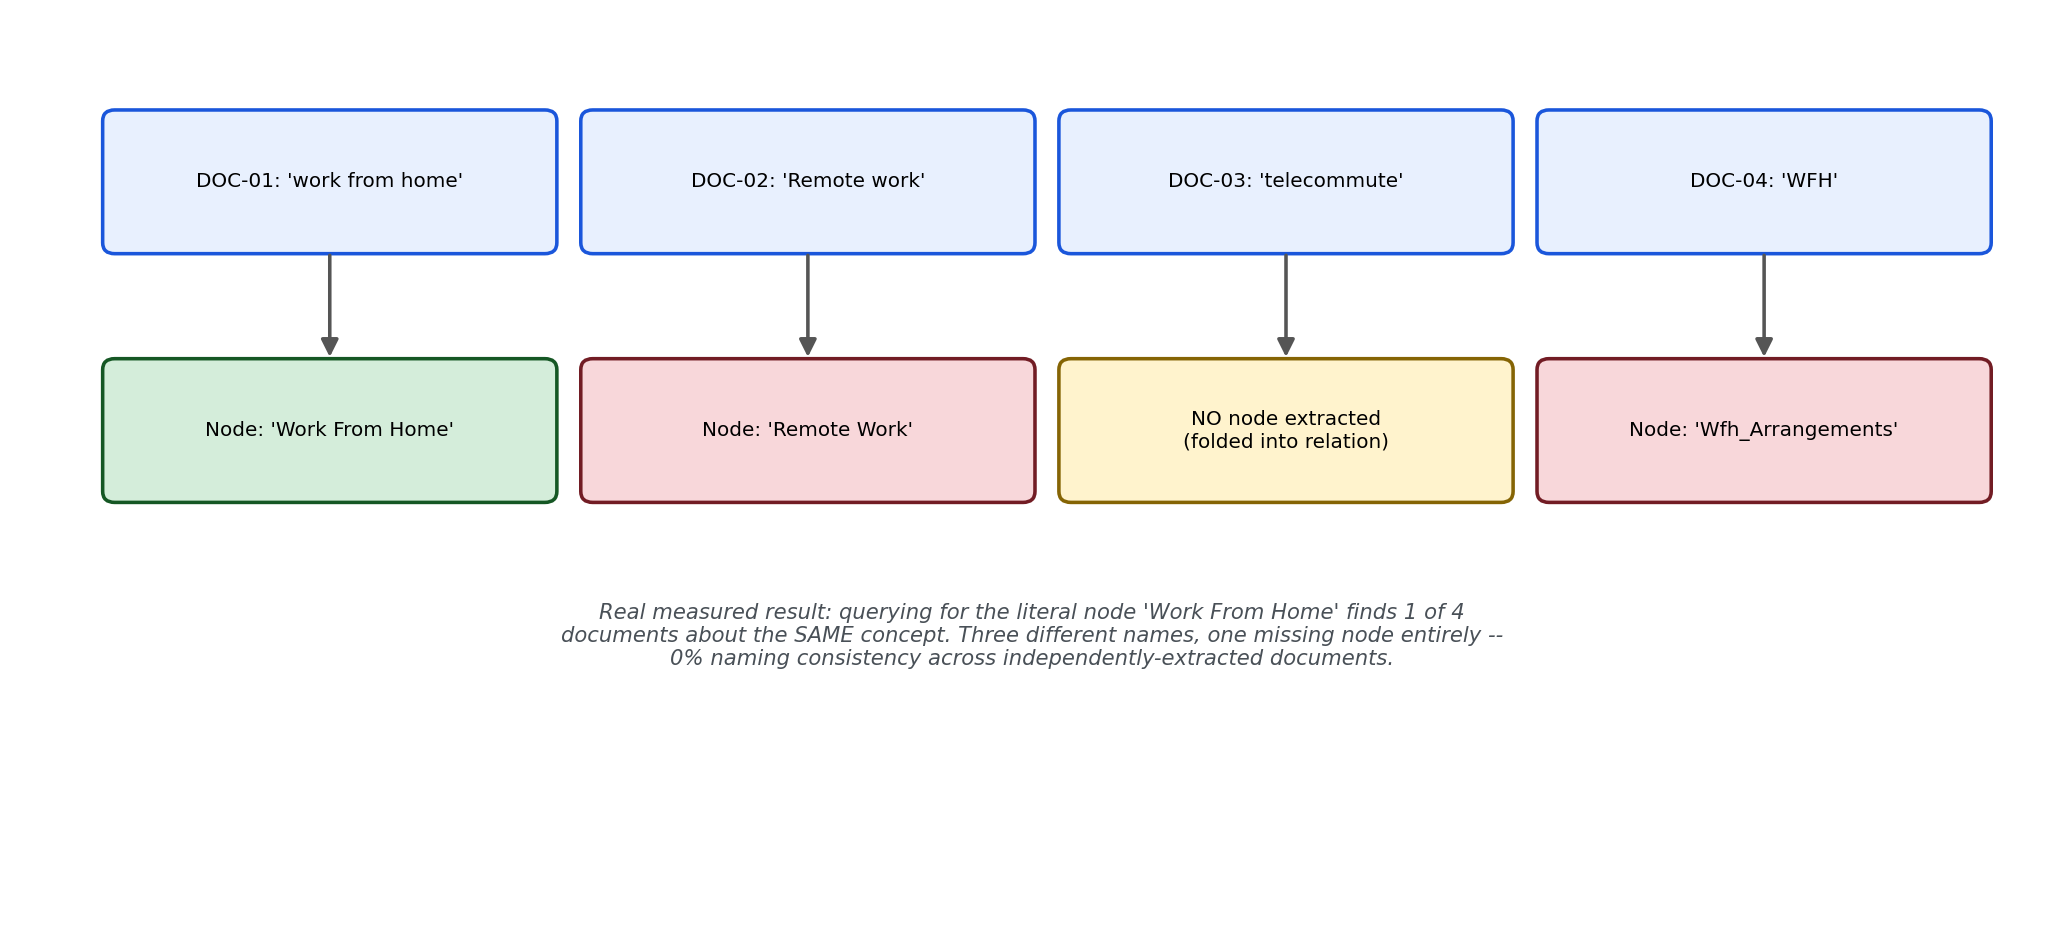 DOC-01: 'work from home'
DOC-02: 'Remote work'
DOC-03: 'telecommute'
DOC-04: 'WFH'
Node: 'Work From Home'
Node: 'Remote Work'
NO node extracted
(folded into relation)
Node: 'Wfh_Arrangements'
Real measured result: querying for the literal node 'Work From Home' finds 1 of 4
documents about the SAME concept. Three different names, one missing node entirely --
0% naming consistency across independently-extracted documents.